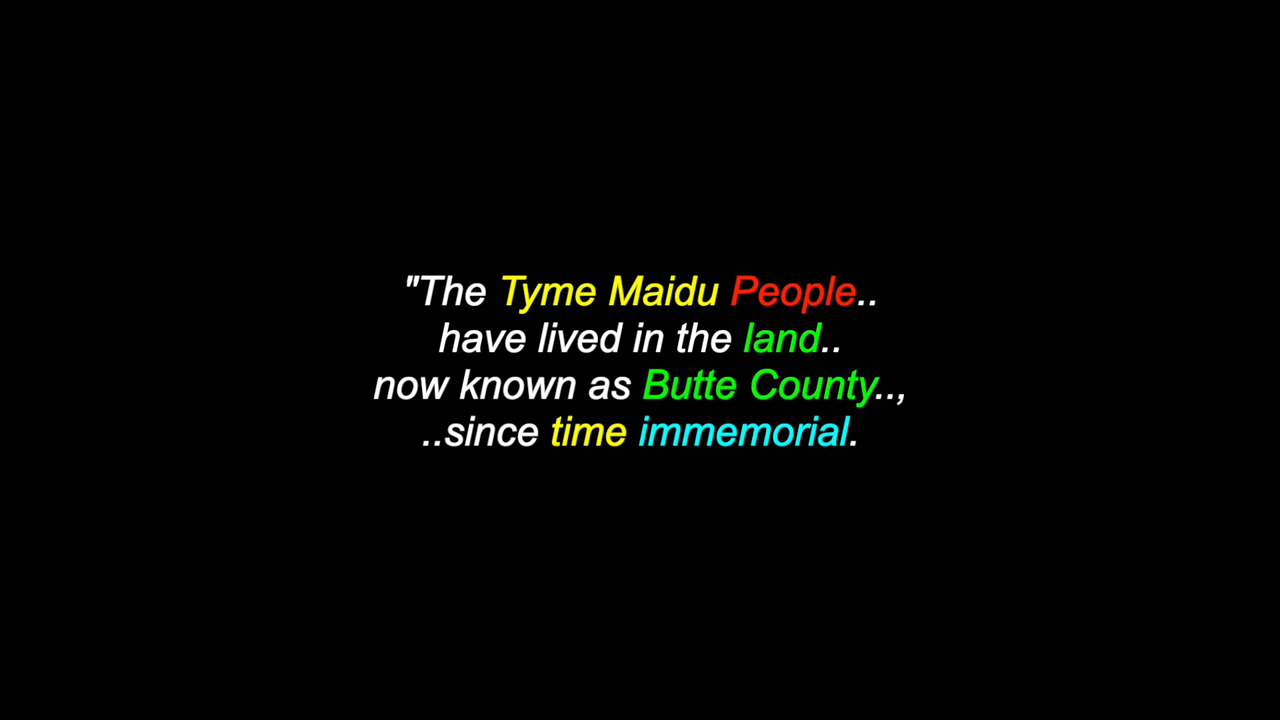 "The Tyme Maidu People..
have lived in the land..
now known as Butte County..,
..since time immemorial.